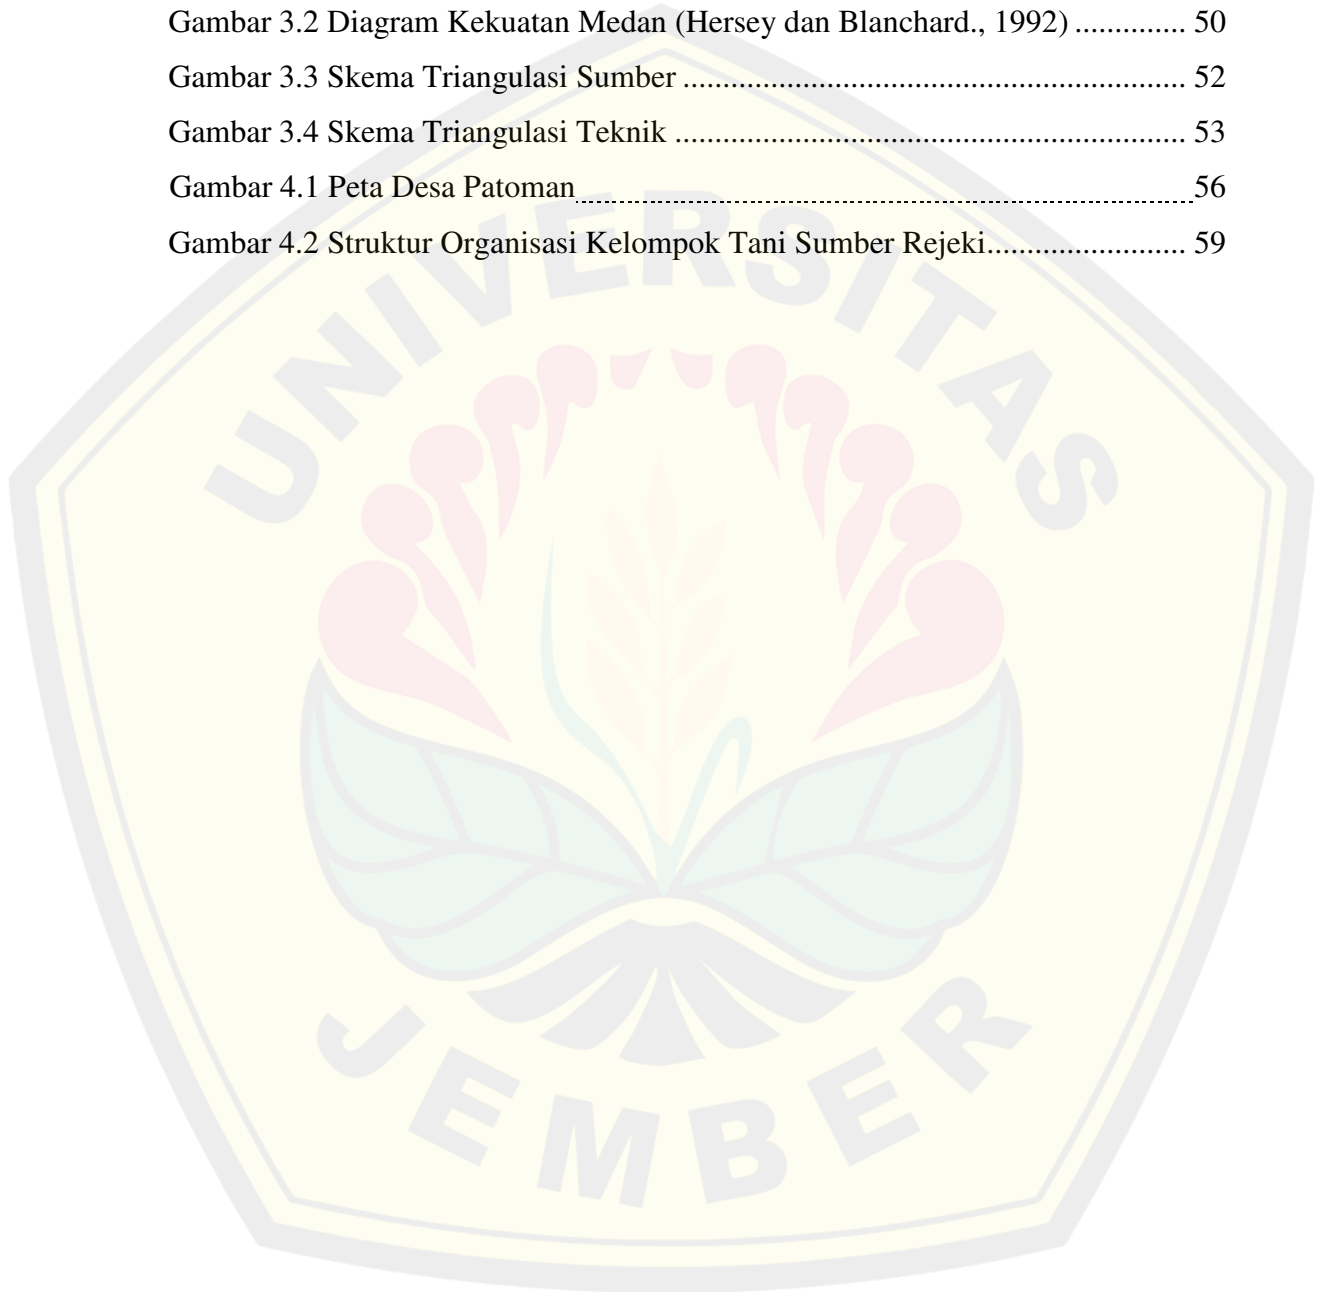 Gambar 3.2 Diagram Kekuatan Medan (Hersey dan Blanchard., 1992) .............. 50
Gambar 3.3 Skema Triangulasi Sumber ................................................................ 52
Gambar 3.4 Skema Triangulasi Teknik ................................................................. 53
Gambar 4.1 Peta Desa Patoman.............................................................................56
Gambar 4.2 Struktur Organisasi Kelompok Tani Sumber Rejeki......................... 59
UNIVERSITAS
JEMBER